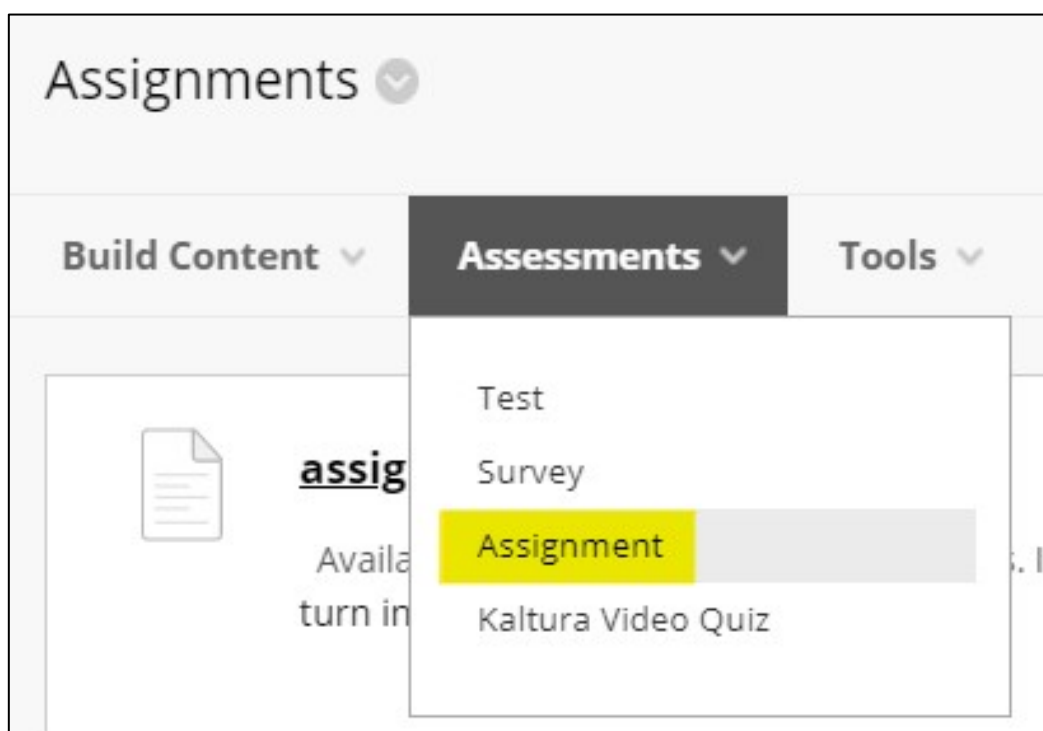 Assignments
Build Content Assessments Tools
Test
assig
Survey
Assignment
Availa s. I
turn in
Kaltura Video Quiz